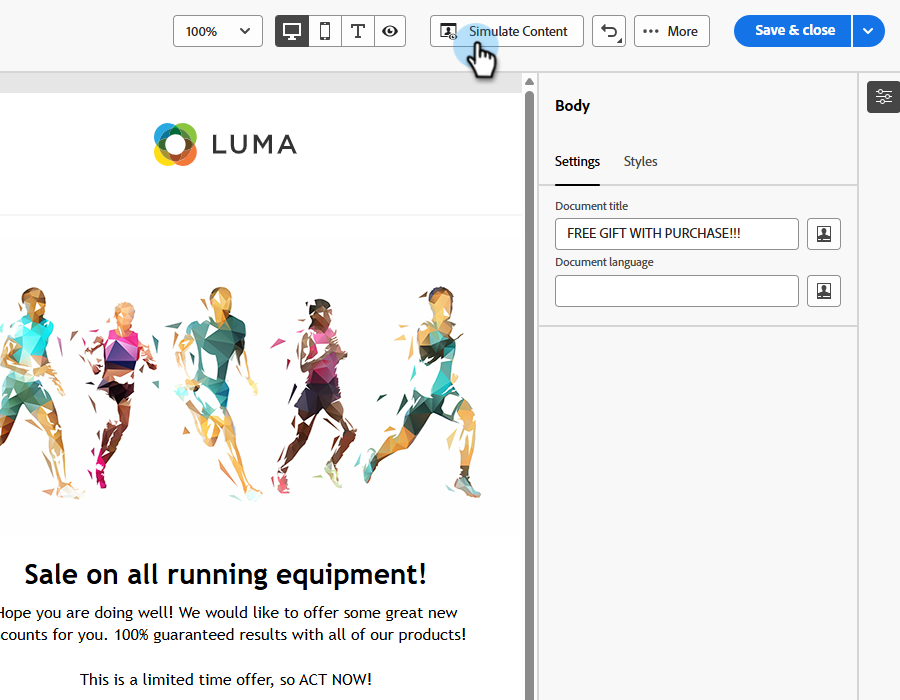 100%
T
Simulate Content
More
Save & close
LUMA
Body
Settings Styles
Document title
FREE GIFT WITH PURCHASE!!!
Document language
Sale on all running equipment!
Hope you are doing well! We would like to offer some great new
counts for you. 100% guaranteed results with all of our products!
This is a limited time offer, so ACT NOW!